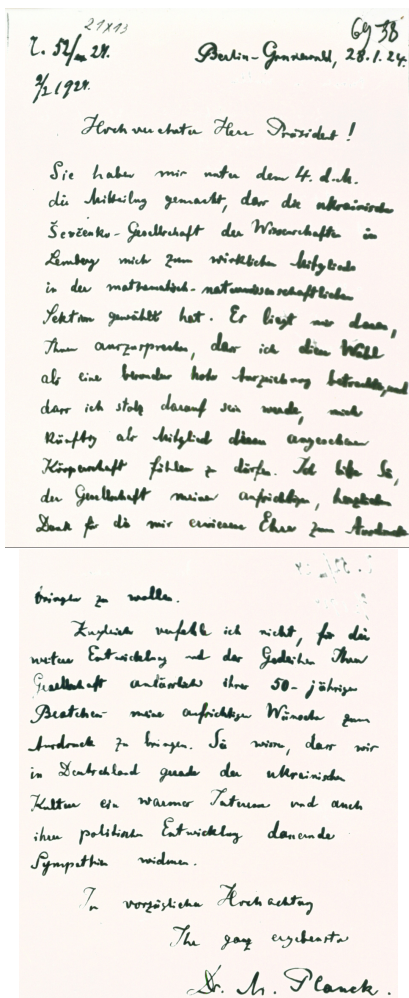 21 x 13
69 38
Z. 52/ 24.
Berlin-Grunewald, 28.1.24.
2/2 1924.
Hochverehrter Herr Präsident!
Sie haben mir unter dem 4. d. M.
die Mitteilung gemacht, dass die ukrainische
Ševčenko-Gesellschaft der Wissenschaften in
Lemberg mich zum wirklichen Mitgliede
in der mathematisch-naturwissenschaftlichen
Sektion gewählt hat. Es liegt mir daran,
Ihnen auszusprechen, dass ich diese Wahl
als eine besonders hohe Auszeichnung betrachte, und
dass ich stolz darauf sein werde, mich
künftig als Mitglied dieser angesehenen
Körperschaft fühlen zu dürfen. Ich bitte Sie,
der Gesellschaft meinen aufrichtigen, herzlichen
Dank für die mir erwiesene Ehre zum Ausdruck
bringen zu wollen.
Zugleich verfehle ich nicht, für die
weitere Entwicklung und das Gedeihen Ihrer
Gesellschaft anlässlich ihres 50-jährigen
Bestehens meine aufrichtigen Wünsche zum
Ausdruck zu bringen. Sie wissen, dass wir
in Deutschland gerade der ukrainischen
Kultur ein warmes Interesse und auch
ihrer politischen Entwicklung dauernde
Sympathien widmen.
In vorzüglicher Hochachtung
Ihr ganz ergebenster
Dr. M. Planck.